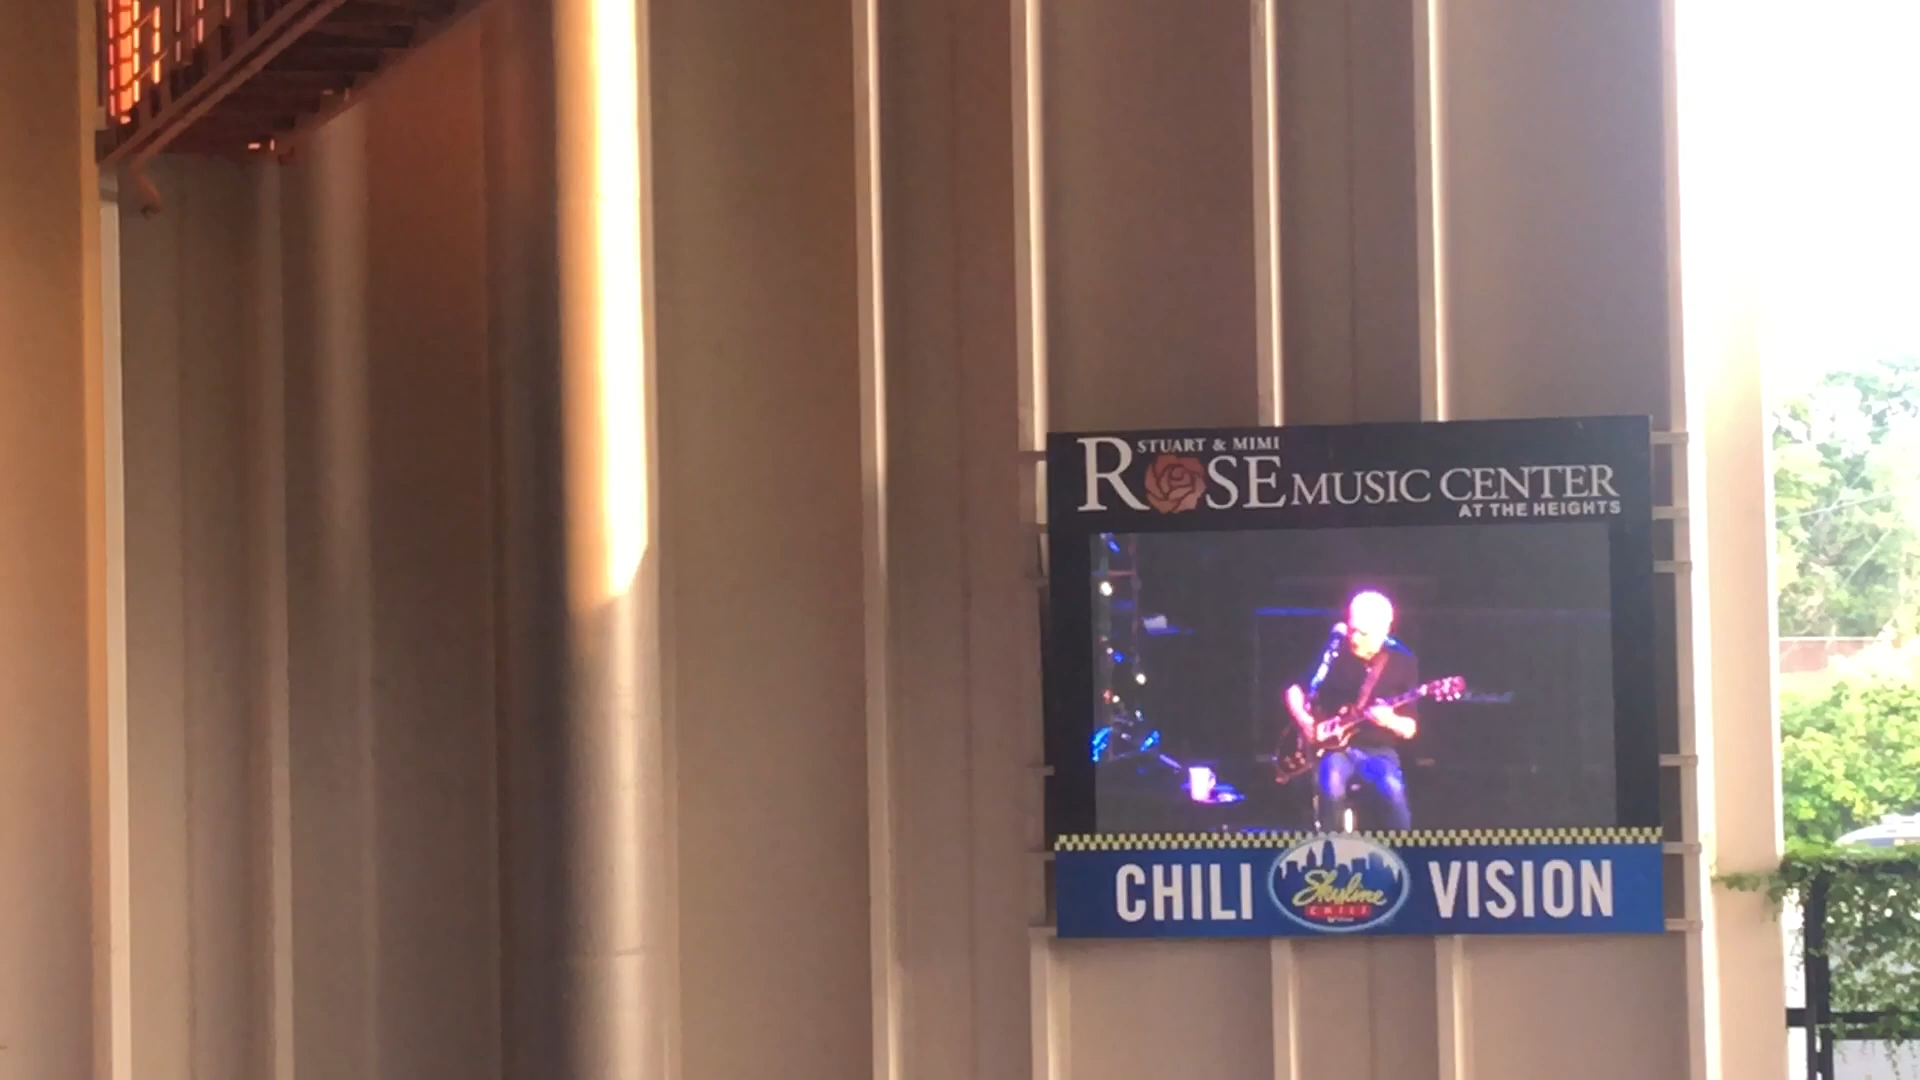 STUART & MIMI
ROSE MUSIC CENTER
AT THE HEIGHTS
CHILI Skyline VISION
CHILI